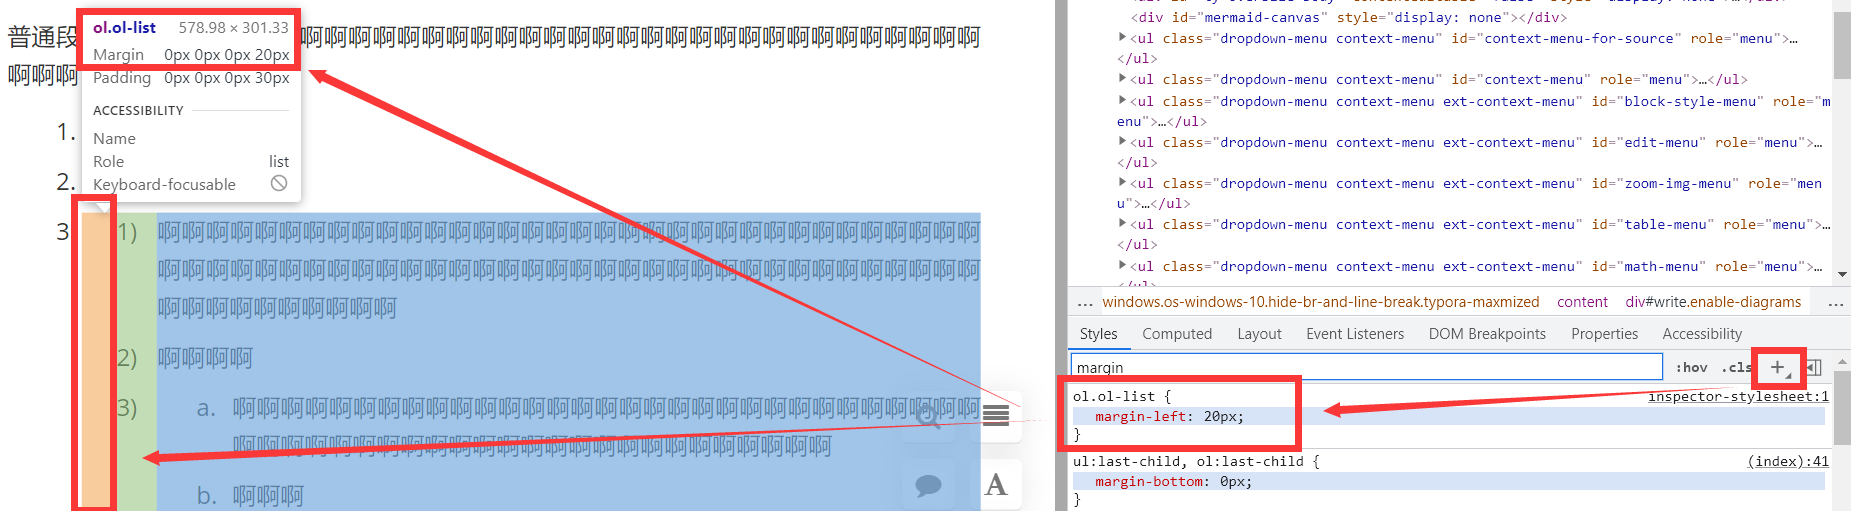 ol.ol-list 578.98 × 301.33
普通段 啊啊啊啊啊啊啊啊啊啊啊啊啊啊啊啊啊啊啊啊啊啊啊啊啊啊啊啊
Margin 0px 0px 0px 20px
啊啊啊
Padding 0px 0px 0px 30px
ACCESSIBILITY
1. Name
Role list
2. Keyboard-focusable
3 1) 啊啊啊啊啊啊啊啊啊啊啊啊啊啊啊啊啊啊啊啊啊啊啊啊啊啊啊啊啊啊啊啊啊啊
啊啊啊啊啊啊啊啊啊啊啊啊啊啊啊啊啊啊啊啊啊啊啊啊啊啊啊啊啊啊啊啊啊啊
啊啊啊啊啊啊啊啊啊啊
2) 啊啊啊啊
3) a. 啊啊啊啊啊啊啊啊啊啊啊啊啊啊啊啊啊啊啊啊啊啊啊啊啊啊啊啊啊啊啊
啊啊啊啊啊啊啊啊啊啊啊啊啊啊啊啊啊啊啊啊啊啊啊啊啊
b. 啊啊啊
A
<div id="mermaid-canvas" style="display: none"></div>
<ul class="dropdown-menu context-menu" id="context-menu-for-source" role="menu">…
</ul>
<ul class="dropdown-menu context-menu" id="context-menu" role="menu">…</ul>
<ul class="dropdown-menu context-menu ext-context-menu" id="block-style-menu" role="m
enu">…</ul>
<ul class="dropdown-menu context-menu ext-context-menu" id="edit-menu" role="menu">…
</ul>
<ul class="dropdown-menu context-menu ext-context-menu" id="zoom-img-menu" role="men
u">…</ul>
<ul class="dropdown-menu context-menu ext-context-menu" id="table-menu" role="menu">…
</ul>
<ul class="dropdown-menu context-menu ext-context-menu" id="math-menu" role="menu">…
</ul>
… windows.os-windows-10.hide-br-and-line-break.typora-maxmized content div#write.enable-diagrams …
Styles Computed Layout Event Listeners DOM Breakpoints Properties Accessibility
margin :hov .cls +
ol.ol-list { inspector-stylesheet:1
margin-left: 20px;
}
ul:last-child, ol:last-child { (index):41
margin-bottom: 0px;
}